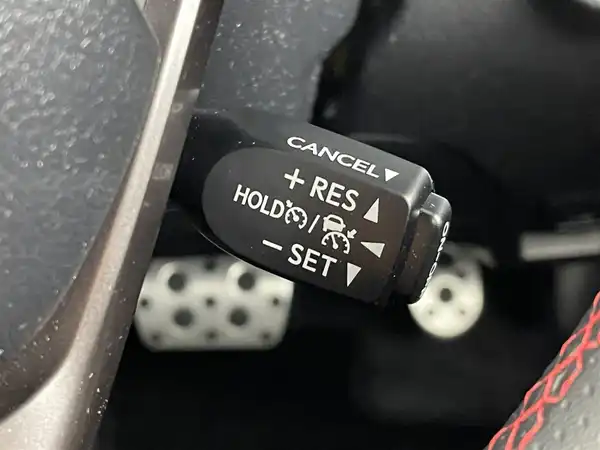 CANCEL▼
+ RES ▲
HOLD /
− SET ▼